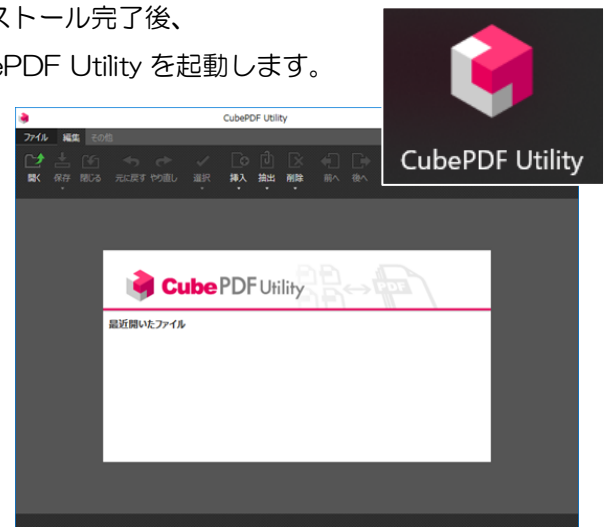 ストール完了後、
ePDF Utility を起動します。
CubePDF Utility
CubePDF Utility
ファイル 編集 その他
開く 保存 閉じる 元に戻す やり直し 選択 挿入 抽出 削除 前へ 後へ
CubePDF Utility
PDF
最近開いたファイル